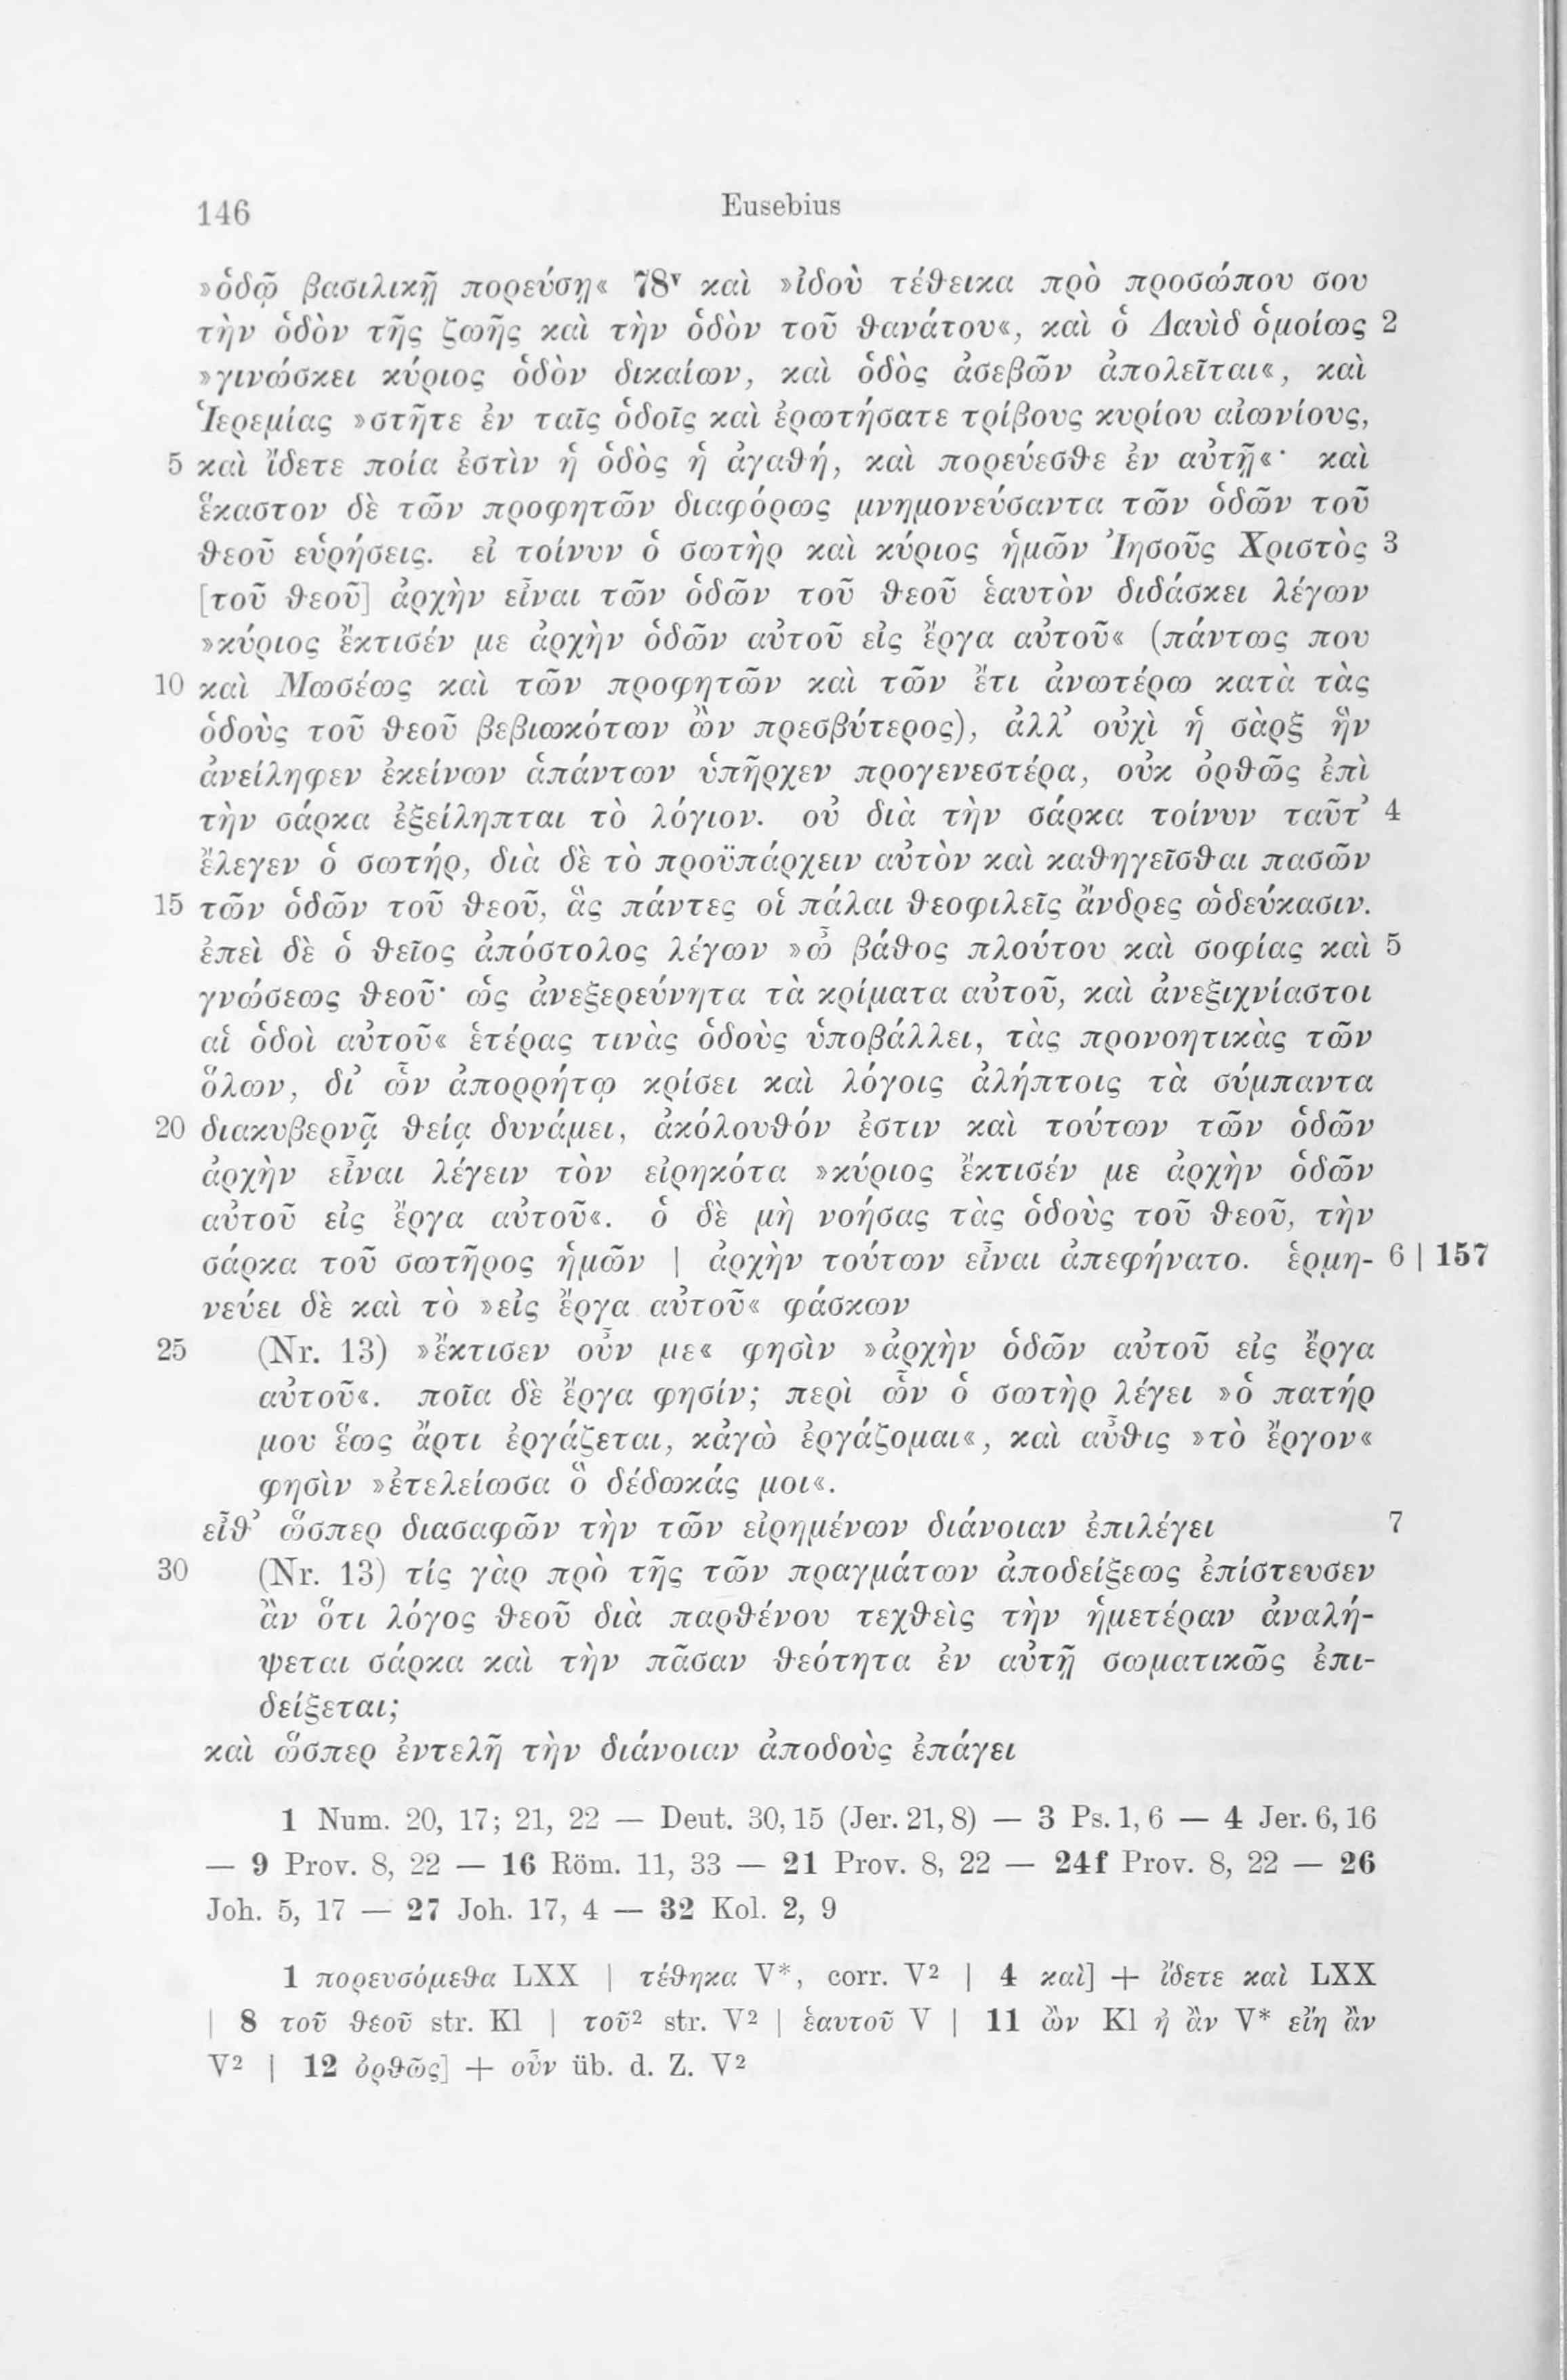 146
Eusebius
»ὁδῷ βασιλικῇ πορεύσῃ« 78ᵛ καὶ »ἰδοὺ τέθεικα πρὸ προσώπου σου
τὴν ὁδὸν τῆς ζωῆς καὶ τὴν ὁδὸν τοῦ θανάτου«, καὶ ὁ Δαυὶδ ὁμοίως 2
»γινώσκει κύριος ὁδὸν δικαίων, καὶ ὁδὸς ἀσεβῶν ἀπολεῖται«, καὶ
Ἱερεμίας »στῆτε ἐν ταῖς ὁδοῖς καὶ ἐρωτήσατε τρίβους κυρίου αἰωνίους,
5 καὶ ἴδετε ποία ἐστὶν ἡ ὁδὸς ἡ ἀγαθή, καὶ πορεύεσθε ἐν αὐτῇ«· καὶ
ἕκαστον δὲ τῶν προφητῶν διαφόρως μνημονεύσαντα τῶν ὁδῶν τοῦ
θεοῦ εὑρήσεις. εἰ τοίνυν ὁ σωτὴρ καὶ κύριος ἡμῶν Ἰησοῦς Χριστὸς 3
[τοῦ θεοῦ] ἀρχὴν εἶναι τῶν ὁδῶν τοῦ θεοῦ ἑαυτὸν διδάσκει λέγων
»κύριος ἔκτισέν με ἀρχὴν ὁδῶν αὐτοῦ εἰς ἔργα αὐτοῦ« (πάντως που
10 καὶ Μωσέως καὶ τῶν προφητῶν καὶ τῶν ἔτι ἀνωτέρω κατὰ τὰς
ὁδοὺς τοῦ θεοῦ βεβιωκότων ὢν πρεσβύτερος), ἀλλ’ οὐχὶ ἡ σὰρξ ἣν
ἀνείληφεν ἐκείνων ἁπάντων ὑπῆρχεν προγενεστέρα, οὐκ ὀρθῶς ἐπὶ
τὴν σάρκα ἐξείληπται τὸ λόγιον. οὐ διὰ τὴν σάρκα τοίνυν ταῦτ’ 4
ἔλεγεν ὁ σωτήρ, διὰ δὲ τὸ προϋπάρχειν αὐτὸν καὶ καθηγεῖσθαι πασῶν
15 τῶν ὁδῶν τοῦ θεοῦ, ἃς πάντες οἱ πάλαι θεοφιλεῖς ἄνδρες ὡδεύκασιν.
ἐπεὶ δὲ ὁ θεῖος ἀπόστολος λέγων »ὦ βάθος πλούτου καὶ σοφίας καὶ 5
γνώσεως θεοῦ· ὡς ἀνεξερεύνητα τὰ κρίματα αὐτοῦ, καὶ ἀνεξιχνίαστοι
αἱ ὁδοὶ αὐτοῦ« ἑτέρας τινὰς ὁδοὺς ὑποβάλλει, τὰς προνοητικὰς τῶν
ὅλων, δι’ ὧν ἀπορρήτῳ κρίσει καὶ λόγοις ἀλήπτοις τὰ σύμπαντα
20 διακυβερνᾷ θείᾳ δυνάμει, ἀκόλουθόν ἐστιν καὶ τούτων τῶν ὁδῶν
ἀρχὴν εἶναι λέγειν τὸν εἰρηκότα »κύριος ἔκτισέν με ἀρχὴν ὁδῶν
αὐτοῦ εἰς ἔργα αὐτοῦ«. ὁ δὲ μὴ νοήσας τὰς ὁδοὺς τοῦ θεοῦ, τὴν
σάρκα τοῦ σωτῆρος ἡμῶν | ἀρχὴν τούτων εἶναι ἀπεφήνατο. ἑρμη- 6 | 157
νεύει δὲ καὶ τὸ »εἰς ἔργα αὐτοῦ« φάσκων
25 (Nr. 13) »ἔκτισεν οὖν με« φησὶν »ἀρχὴν ὁδῶν αὐτοῦ εἰς ἔργα
αὐτοῦ«. ποῖα δὲ ἔργα φησίν; περὶ ὧν ὁ σωτὴρ λέγει »ὁ πατήρ
μου ἕως ἄρτι ἐργάζεται, κἀγὼ ἐργάζομαι«, καὶ αὖθις »τὸ ἔργον«
φησὶν »ἐτελείωσα ὃ δέδωκάς μοι«.
εἶθ’ ὥσπερ διασαφῶν τὴν τῶν εἰρημένων διάνοιαν ἐπιλέγει 7
30 (Nr. 13) τίς γὰρ πρὸ τῆς τῶν πραγμάτων ἀποδείξεως ἐπίστευσεν
ἂν ὅτι λόγος θεοῦ διὰ παρθένου τεχθεὶς τὴν ἡμετέραν ἀναλή-
ψεται σάρκα καὶ τὴν πᾶσαν θεότητα ἐν αὐτῇ σωματικῶς ἐπι-
δείξεται;
καὶ ὥσπερ ἐντελῆ τὴν διάνοιαν ἀποδοὺς ἐπάγει
1 Num. 20, 17; 21, 22 — Deut. 30, 15 (Jer. 21, 8) — 3 Ps. 1, 6 — 4 Jer. 6, 16
— 9 Prov. 8, 22 — 16 Röm. 11, 33 — 21 Prov. 8, 22 — 24f Prov. 8, 22 — 26
Joh. 5, 17 — 27 Joh. 17, 4 — 32 Kol. 2, 9
1 πορευσόμεθα LXX | τέθηκα V*, corr. V² | 4 καὶ] + ἴδετε καὶ LXX
| 8 τοῦ θεοῦ str. Kl | τοῦ² str. V² | ἑαυτοῦ V | 11 ὢν Kl ἠ ἂν V* εἴη ἂν
V² | 12 ὀρθῶς] + οὖν üb. d. Z. V²